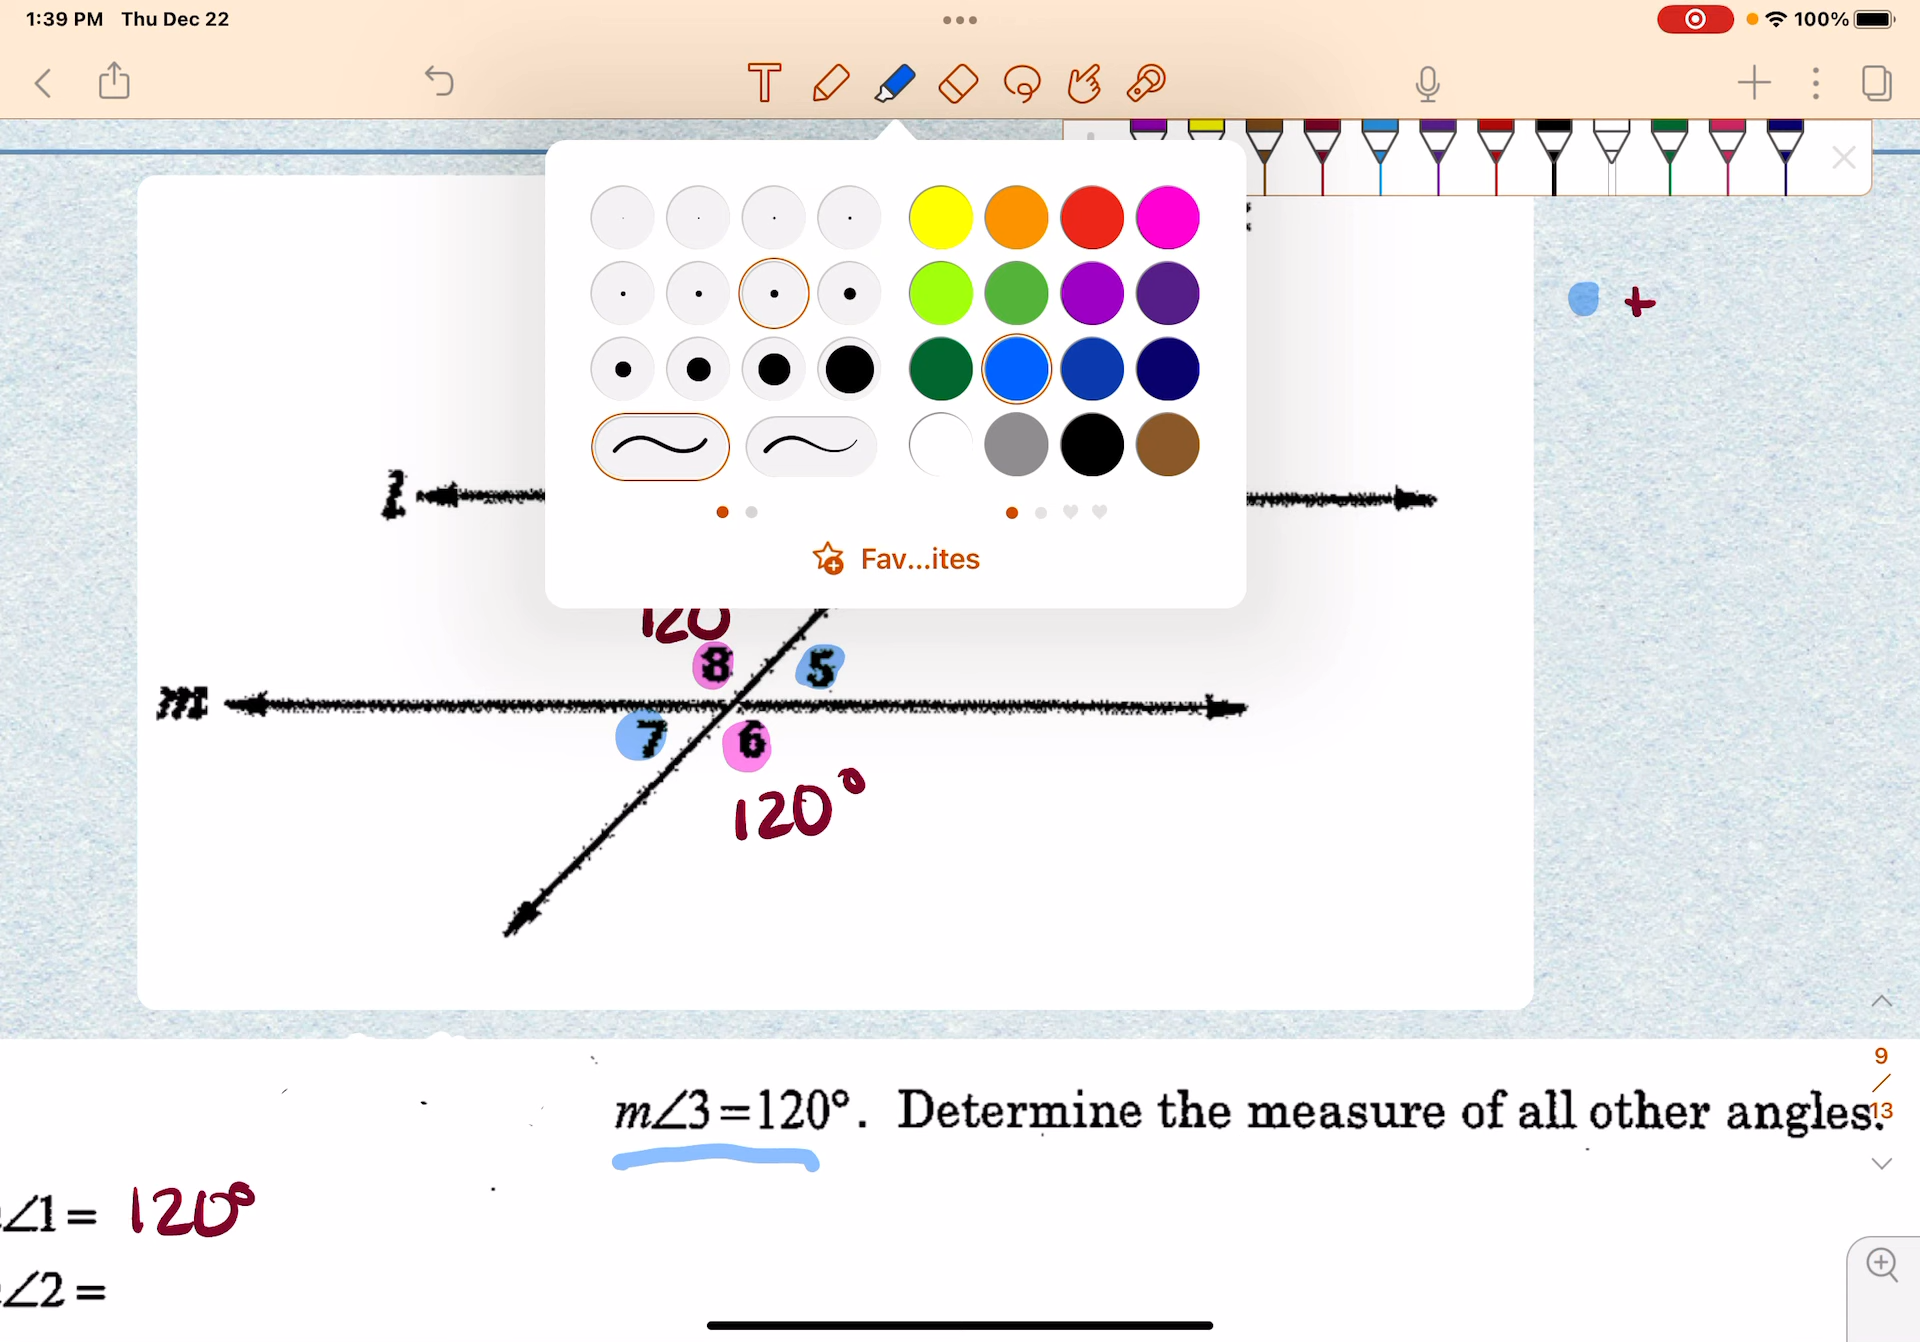 1:39 PM Thu Dec 22
100%
T
Fav...ites
l
120
8 5
m
7 6
120°
+
9
/
13
m∠3=120°. Determine the measure of all other angles.
∠1= 120°
∠2=